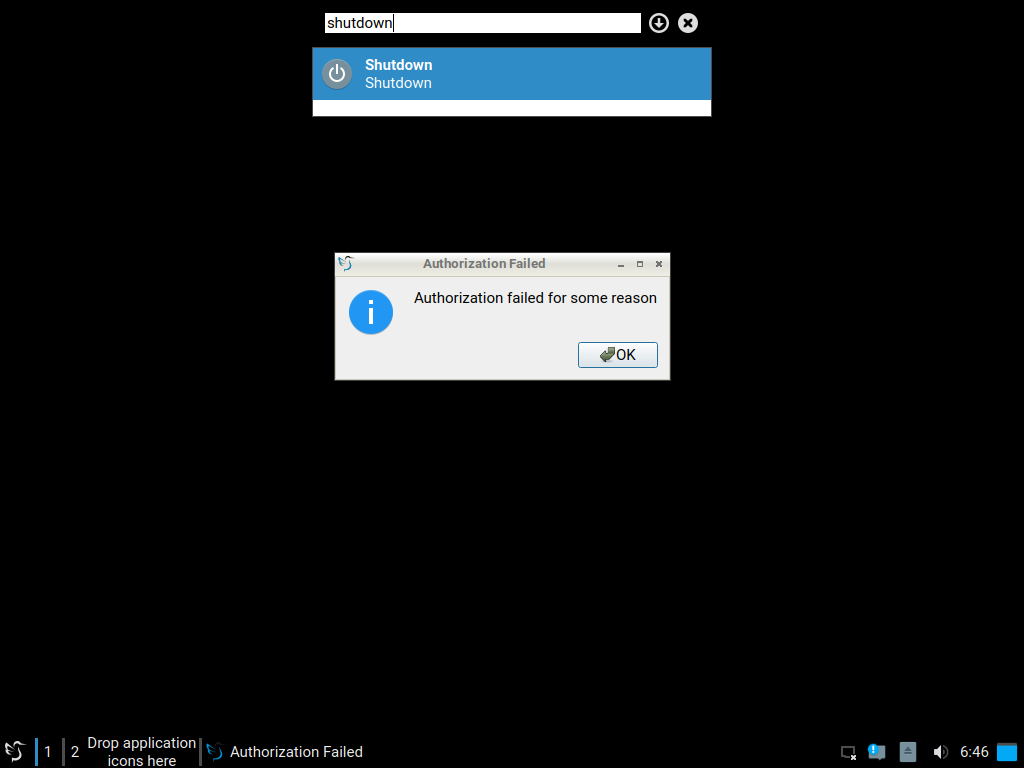 shutdown
Shutdown
Shutdown
Authorization Failed
Authorization failed for some reason
OK
1
2
Drop application
icons here
Authorization Failed
6:46